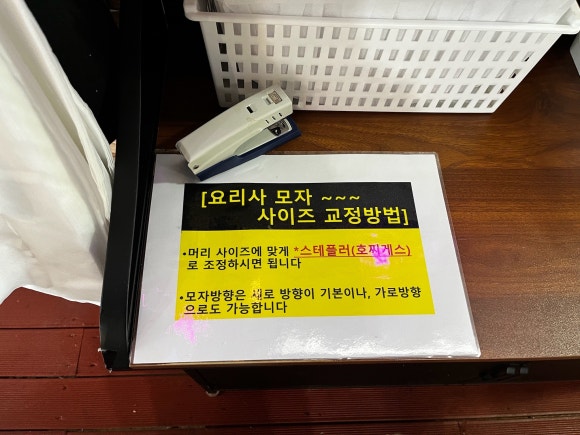 [요리사 모자 ~~~
사이즈 교정방법]
•머리 사이즈에 맞게 *스테플러(호찌게스)
로 조정하시면 됩니다
•모자방향은 세로 방향이 기본이나, 가로방향
으로도 가능합니다